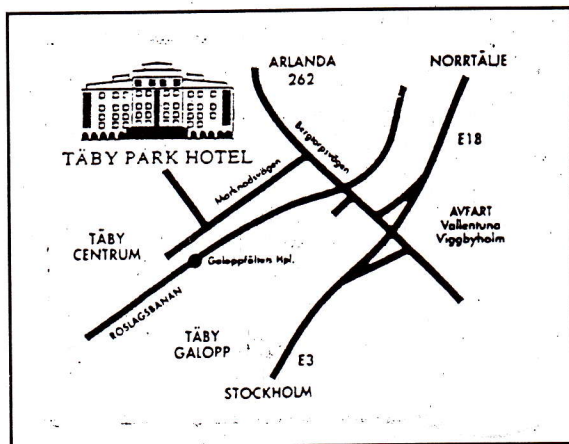 ARLANDA
262
NORRTÄLJE
E18
Bergtorpsvägen
TÄBY PARK HOTEL
Marknadsvägen
AVFART
Vallentuna
Viggbyholm
TÄBY
CENTRUM
Galoppfälten Hpl.
ROSLAGSBANAN
TÄBY
GALOPP
E3
STOCKHOLM